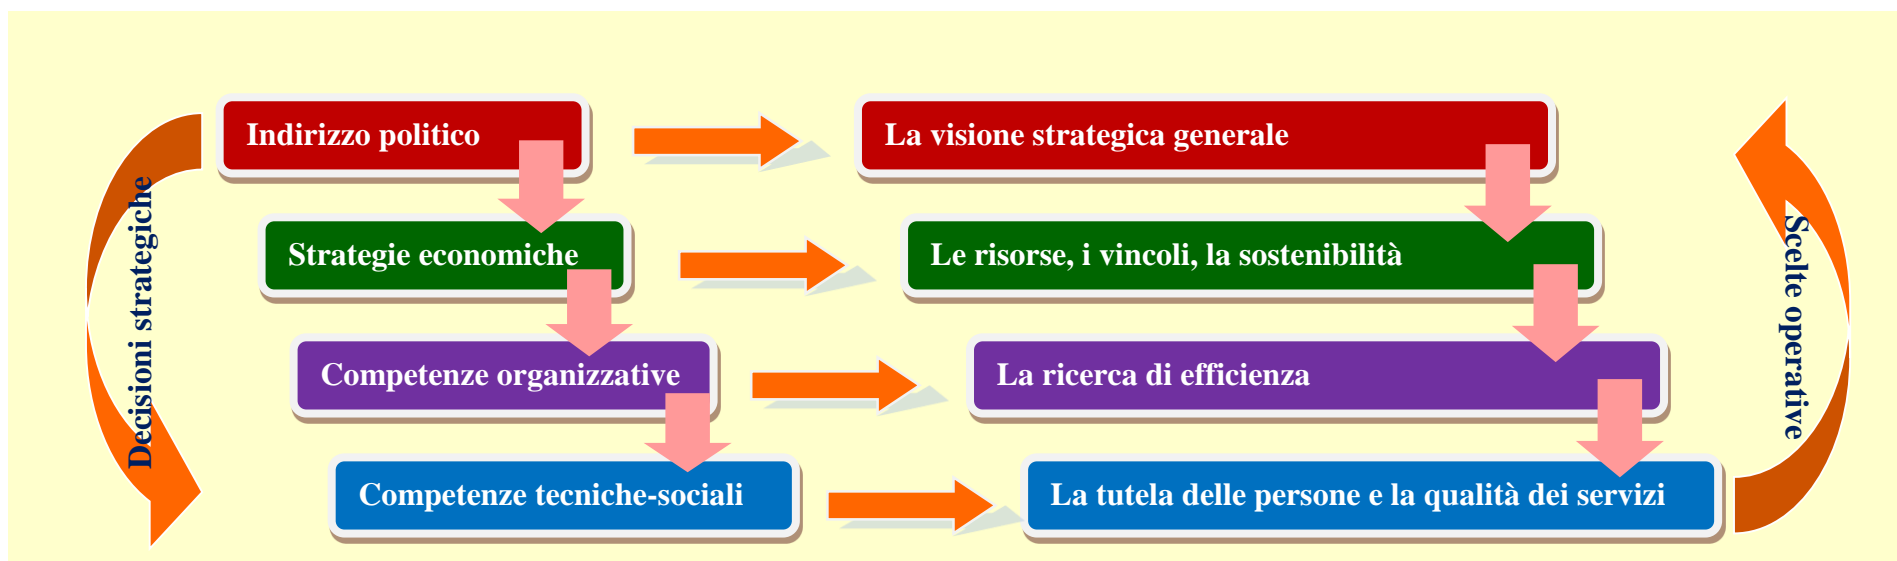 Decisioni strategiche
Indirizzo politico
La visione strategica generale
Strategie economiche
Le risorse, i vincoli, la sostenibilità
Competenze organizzative
La ricerca di efficienza
Competenze tecniche-sociali
La tutela delle persone e la qualità dei servizi
Scelte operative